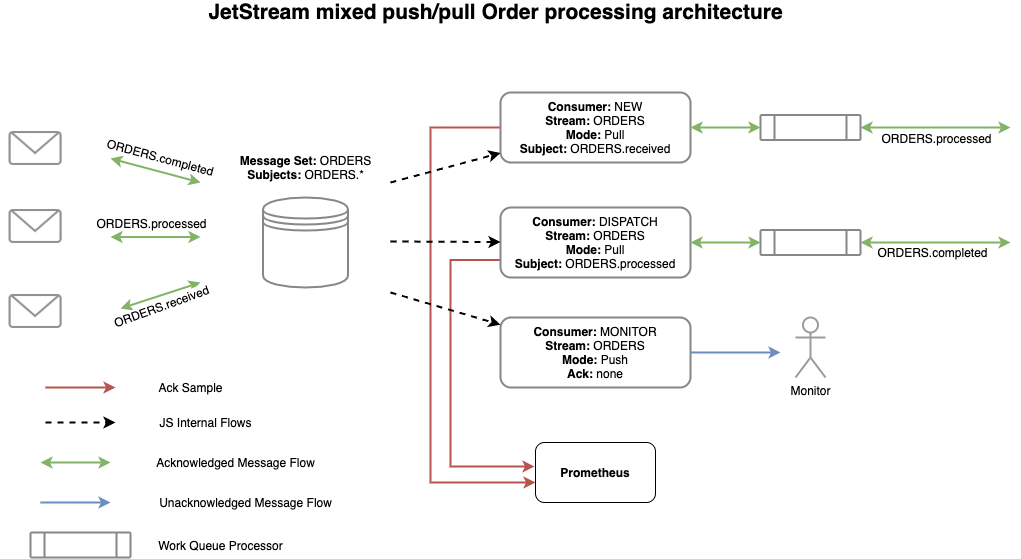 JetStream mixed push/pull Order processing architecture
ORDERS.completed
ORDERS.processed
ORDERS.received
Message Set: ORDERS
Subjects: ORDERS.*
Consumer: NEW
Stream: ORDERS
Mode: Pull
Subject: ORDERS.received
ORDERS.processed
Consumer: DISPATCH
Stream: ORDERS
Mode: Pull
Subject: ORDERS.processed
ORDERS.completed
Consumer: MONITOR
Stream: ORDERS
Mode: Push
Ack: none
Monitor
Prometheus
Ack Sample
JS Internal Flows
Acknowledged Message Flow
Unacknowledged Message Flow
Work Queue Processor